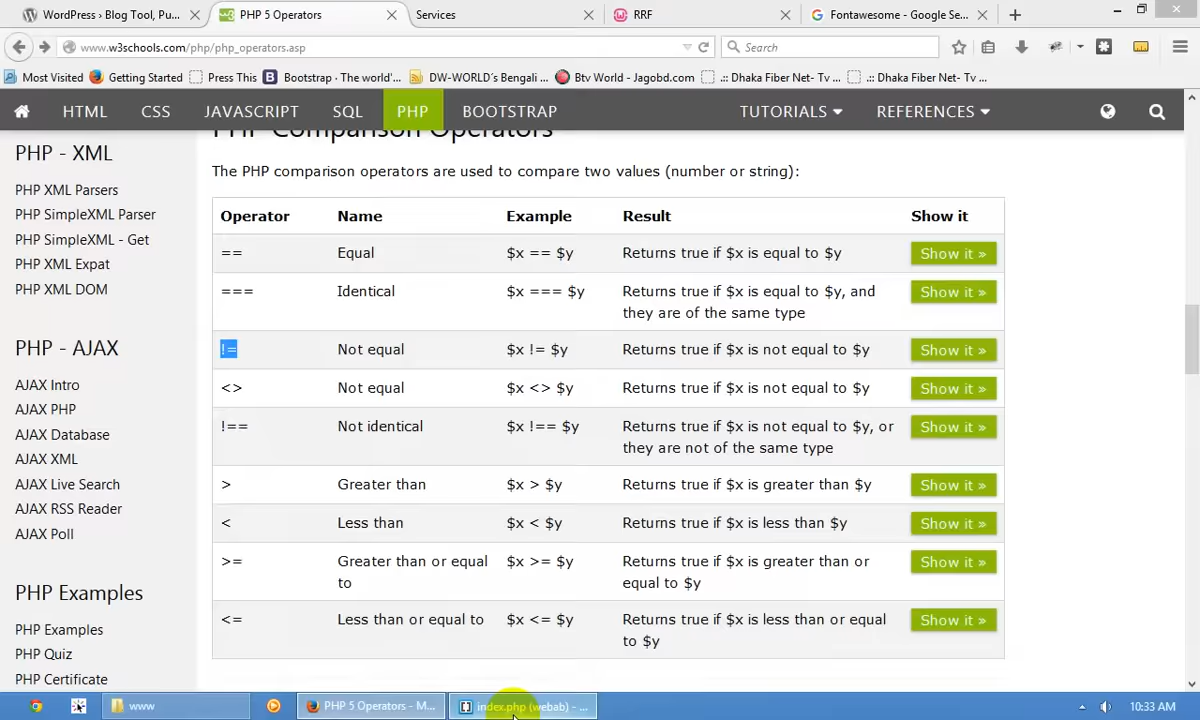 WordPress › Blog Tool, Pu...
PHP 5 Operators
Services
RRF
Fontawesome - Google Se...
www.w3schools.com/php/php_operators.asp
Search
Most Visited
Getting Started
Press This
Bootstrap · The world'...
DW-WORLD´s Bengali ...
Btv World - Jagobd.com
.:: Dhaka Fiber Net- Tv ...
.:: Dhaka Fiber Net- Tv ...
HTML
CSS
JAVASCRIPT
SQL
PHP
BOOTSTRAP
TUTORIALS
REFERENCES
PHP - XML
PHP XML Parsers
PHP SimpleXML Parser
PHP SimpleXML - Get
PHP XML Expat
PHP XML DOM
PHP - AJAX
AJAX Intro
AJAX PHP
AJAX Database
AJAX XML
AJAX Live Search
AJAX RSS Reader
AJAX Poll
PHP Examples
PHP Examples
PHP Quiz
PHP Certificate
PHP Comparison Operators
The PHP comparison operators are used to compare two values (number or string):
Operator Name Example Result Show it
== Equal $x == $y Returns true if $x is equal to $y Show it »
=== Identical $x === $y Returns true if $x is equal to $y, and Show it »
they are of the same type
!= Not equal $x != $y Returns true if $x is not equal to $y Show it »
<> Not equal $x <> $y Returns true if $x is not equal to $y Show it »
!== Not identical $x !== $y Returns true if $x is not equal to $y, or Show it »
they are not of the same type
> Greater than $x > $y Returns true if $x is greater than $y Show it »
< Less than $x < $y Returns true if $x is less than $y Show it »
>= Greater than or equal $x >= $y Returns true if $x is greater than or Show it »
to equal to $y
<= Less than or equal to $x <= $y Returns true if $x is less than or equal Show it »
to $y
www
PHP 5 Operators - M...
index.php (webab) - ...
10:33 AM